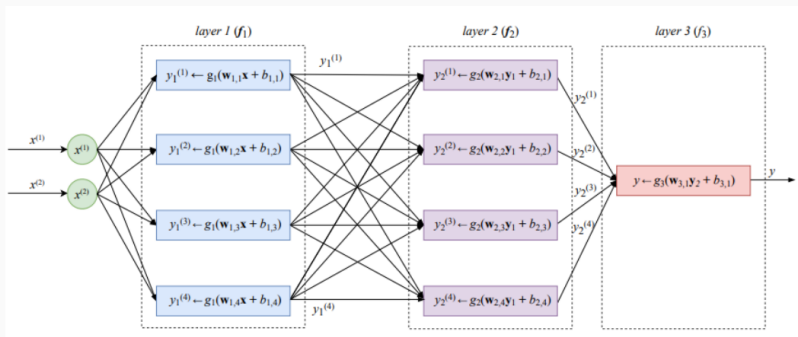 layer 1 (f₁)
layer 2 (f₂)
layer 3 (f₃)
y₁⁽¹⁾
y₁⁽¹⁾ ← g₁(w₁,₁x + b₁,₁)
y₂⁽¹⁾ ← g₂(w₂,₁y₁ + b₂,₁)
y₂⁽¹⁾
x⁽¹⁾
x⁽¹⁾
y₁⁽²⁾ ← g₁(w₁,₂x + b₁,₂)
y₂⁽²⁾ ← g₂(w₂,₂y₁ + b₂,₂)
y₂⁽²⁾
x⁽²⁾
x⁽²⁾
y ← g₃(w₃,₁y₂ + b₃,₁)
y
y₂⁽³⁾
y₁⁽³⁾ ← g₁(w₁,₃x + b₁,₃)
y₂⁽³⁾ ← g₂(w₂,₃y₁ + b₂,₃)
y₂⁽⁴⁾
y₁⁽⁴⁾ ← g₁(w₁,₄x + b₁,₄)
y₁⁽⁴⁾
y₂⁽⁴⁾ ← g₂(w₂,₄y₁ + b₂,₄)